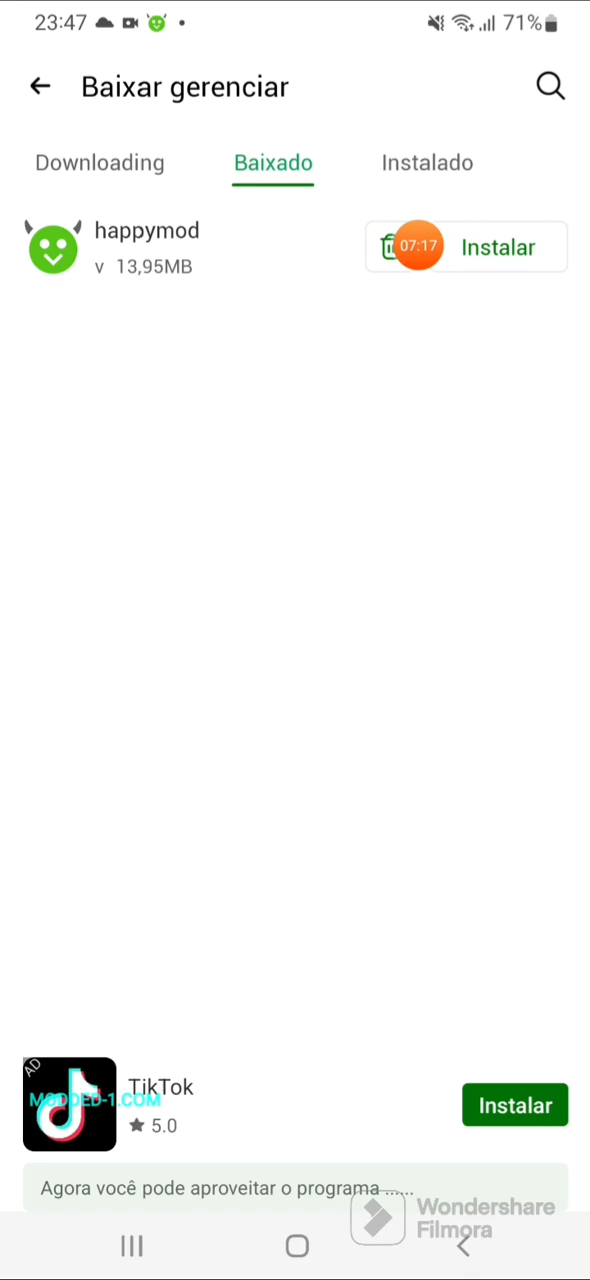 23:47
71%
Baixar gerenciar
Downloading Baixado Instalado
happymod
v 13,95MB
07:17
Instalar
AD
TikTok
MODDED-1.COM
5.0
Instalar
Agora você pode aproveitar o programa ......
Wondershare
Filmora